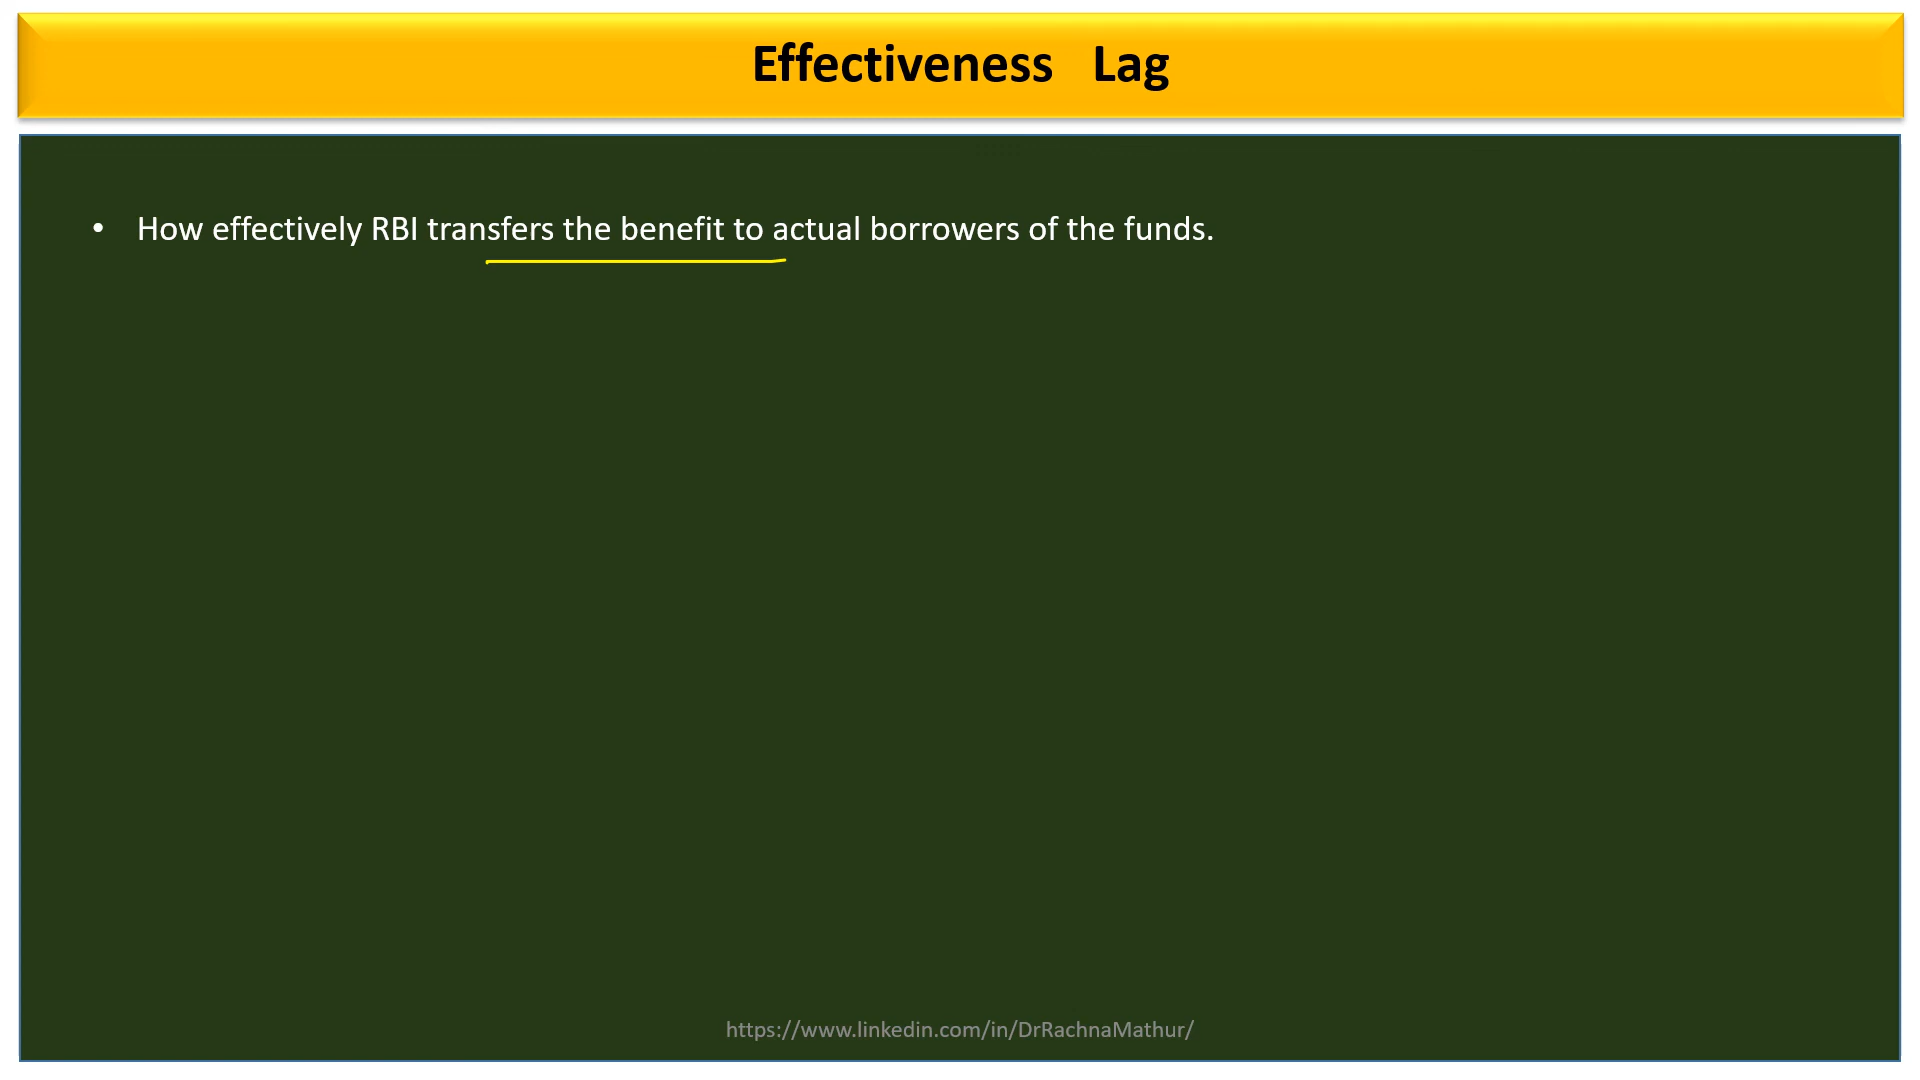 Effectiveness Lag
• How effectively RBI transfers the benefit to actual borrowers of the funds.
https://www.linkedin.com/in/DrRachnaMathur/